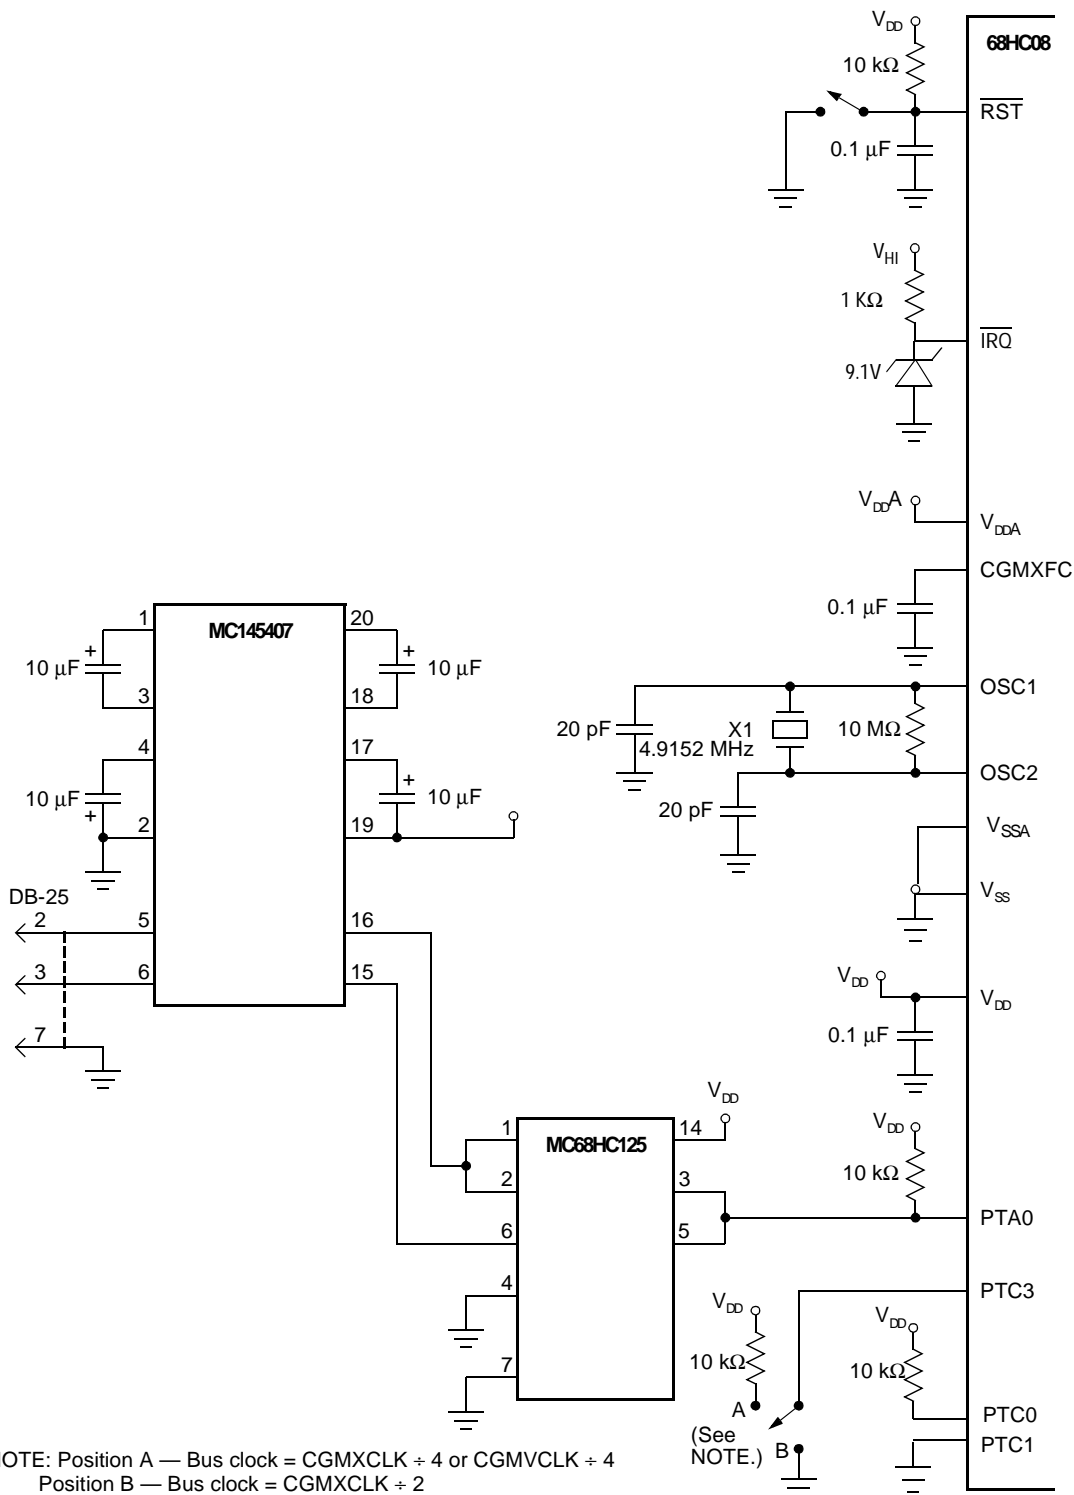 V_DD
68HC08
10 kΩ
RST
0.1 μF
V_HI
1 KΩ
IRQ
9.1V
V_DDA
V_DDA
CGMXFC
0.1 μF
MC145407
1
20
+
10 μF
+
10 μF
3
18
4
17
+
10 μF
10 μF
+
2
19
OSC1
20 pF
X1
4.9152 MHz
10 MΩ
OSC2
20 pF
V_SSA
V_SS
DB-25
2
5
16
3
6
15
7
V_DD
V_DD
0.1 μF
MC68HC125
1
14
V_DD
2
3
6
5
4
7
V_DD
10 kΩ
PTA0
PTC3
V_DD
10 kΩ
A
(See
NOTE.)
B
V_DD
10 kΩ
PTC0
PTC1
OTE: Position A — Bus clock = CGMXCLK ÷ 4 or CGMVCLK ÷ 4
Position B — Bus clock = CGMXCLK ÷ 2